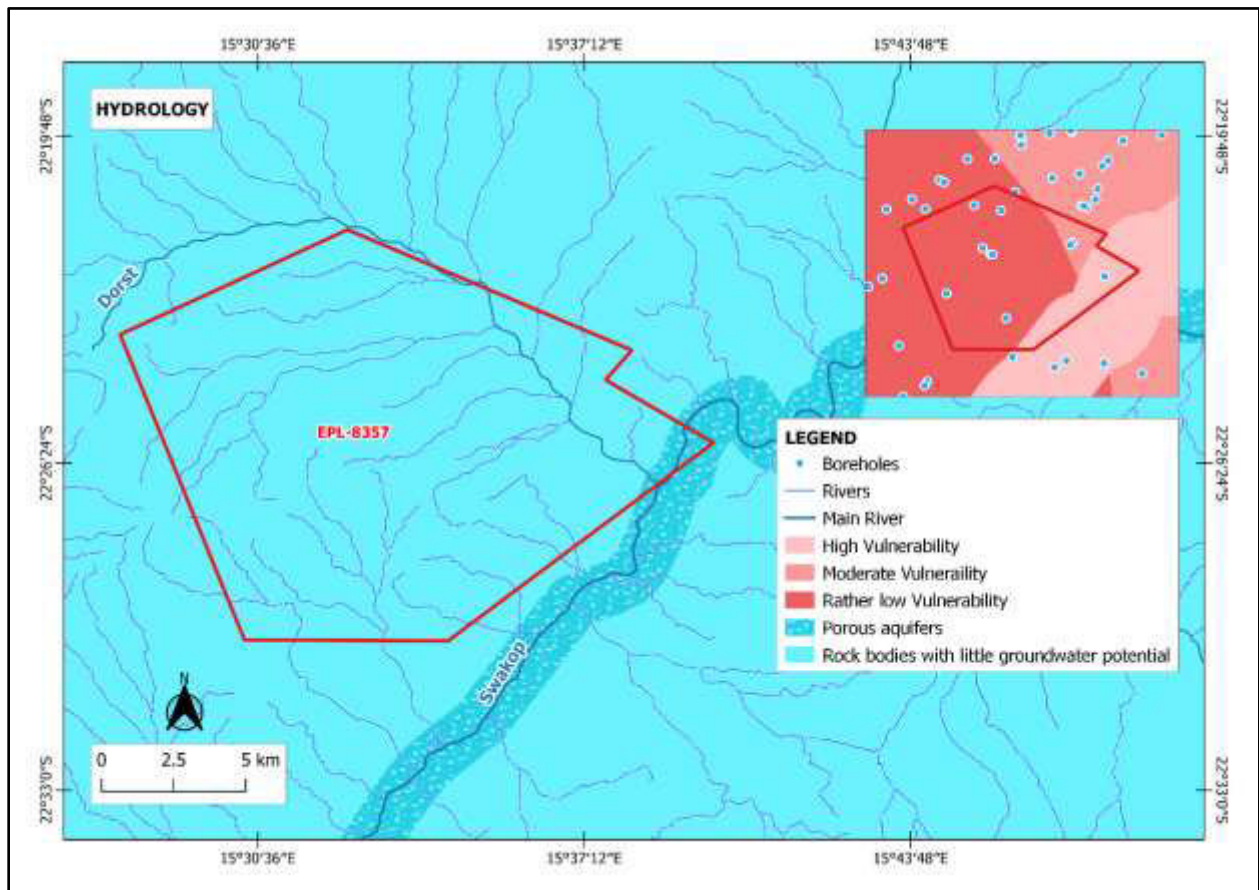 15°30'36"E
15°37'12"E
15°43'48"E
HYDROLOGY
22°19'48"S
22°19'48"S
Dorst
EPL-8357
22°26'24"S
22°26'24"S
LEGEND
Boreholes
Rivers
Main River
High Vulnerability
Moderate Vulneraility
Rather low Vulnerability
Porous aquifers
Rock bodies with little groundwater potential
Swakop
N
0 2.5 5 km
22°33'0"S
22°33'0"S
15°30'36"E
15°37'12"E
15°43'48"E